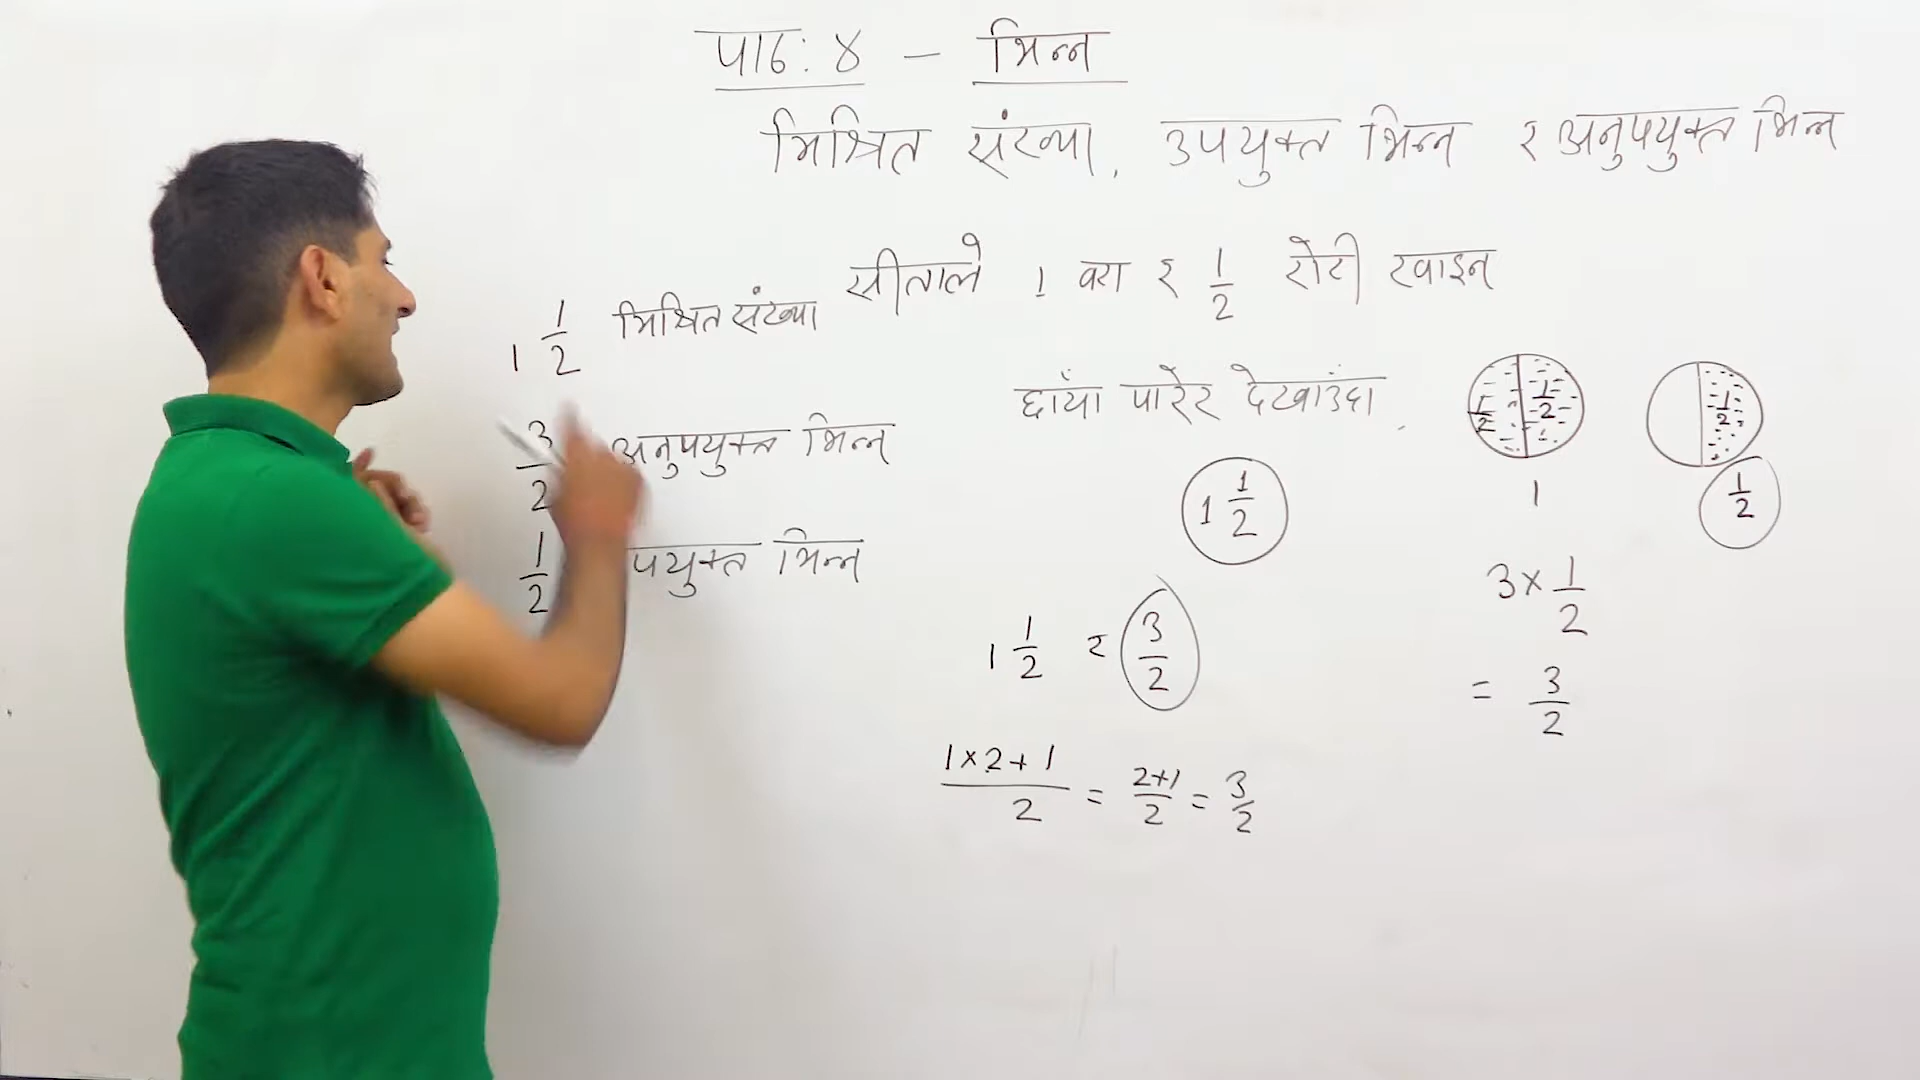 पाठ: ४ – भिन्न
मिश्रित संख्या, उपयुक्त भिन्न र अनुपयुक्त भिन्न
सीताले 1 वटा र 1/2 रोटी खाइन्
छाँया पारेर देखाउँदा
1/2 1/2 1/2
1 1/2
1 1/2
1 1/2 मिश्रित संख्या
3/2 अनुपयुक्त भिन्न
1/2 पयुक्त भिन्न
1 1/2 र 3/2
(1×2+1)/2 = (2+1)/2 = 3/2
3 × 1/2
= 3/2